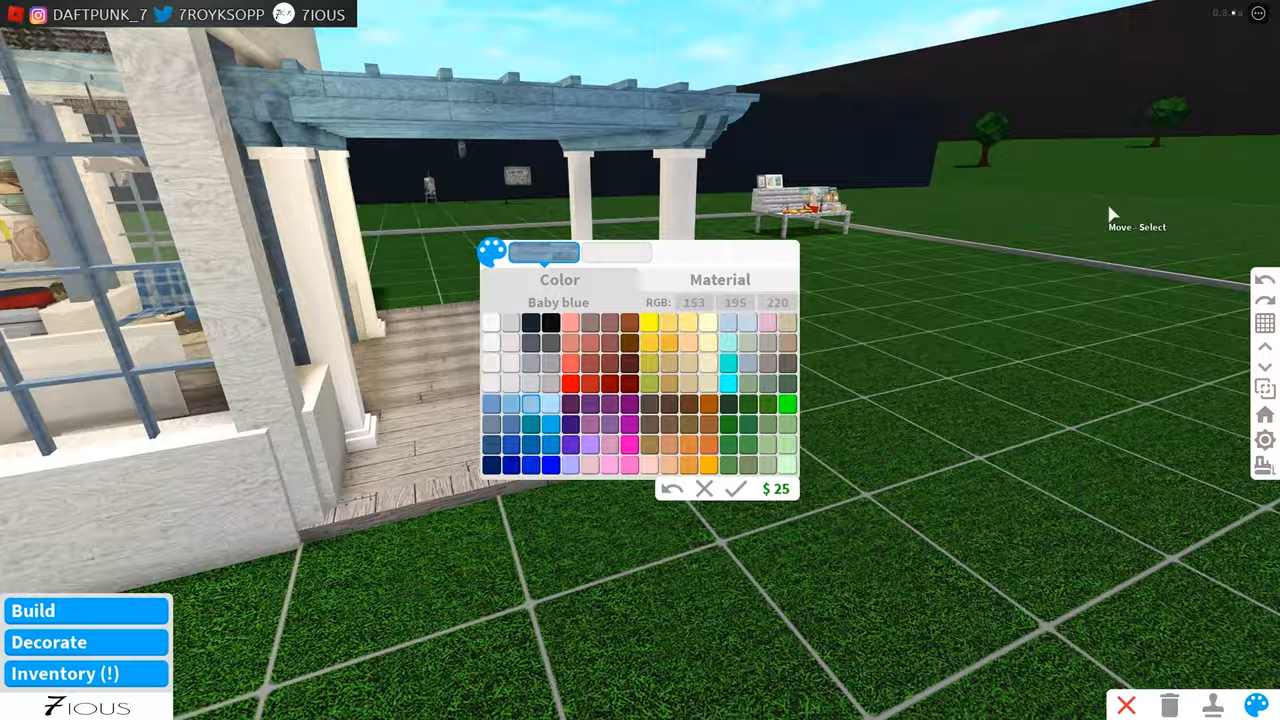 DAFTPUNK_7 7ROYKSOPP 7IOUS
Move - Select
Color Material
Baby blue RGB: 153 195 220
$ 25
Build
Decorate
Inventory (!)
7IOUS